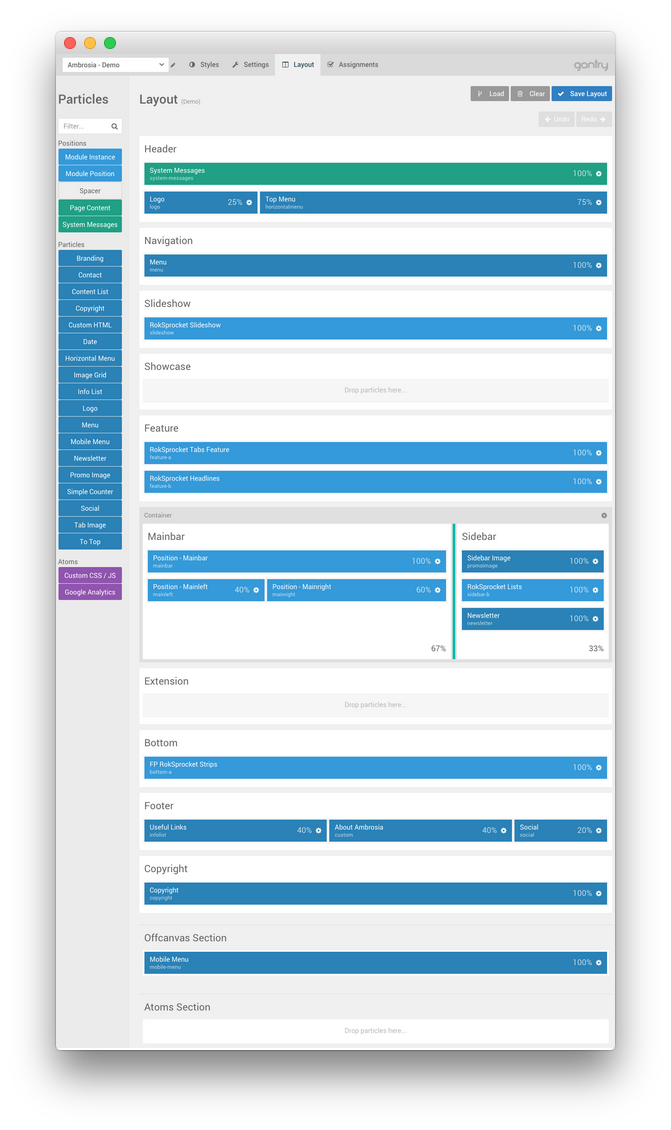 Ambrosia - Demo
Styles
Settings
Layout
Assignments
gantry
Particles
Filter...
Positions
Module Instance
Module Position
Spacer
Page Content
System Messages
Particles
Branding
Contact
Content List
Copyright
Custom HTML
Date
Horizontal Menu
Image Grid
Info List
Logo
Menu
Mobile Menu
Newsletter
Promo Image
Simple Counter
Social
Tab Image
To Top
Atoms
Custom CSS / JS
Google Analytics
Layout (Demo)
Load
Clear
Save Layout
Undo
Redo
Header
System Messages 100%
system-messages
Logo 25%
logo
Top Menu 75%
horizontalmenu
Navigation
Menu 100%
menu
Slideshow
RokSprocket Slideshow 100%
slideshow
Showcase
Drop particles here...
Feature
RokSprocket Tabs Feature 100%
feature-a
RokSprocket Headlines 100%
feature-b
Container
Mainbar
Position - Mainbar 100%
mainbar
Position - Mainleft 40%
mainleft
Position - Mainright 60%
mainright
67%
Sidebar
Sidebar Image 100%
promoimage
RokSprocket Lists 100%
sidebar-b
Newsletter 100%
newsletter
33%
Extension
Drop particles here...
Bottom
FP RokSprocket Strips 100%
bottom-a
Footer
Useful Links 40%
infolist
About Ambrosia 40%
custom
Social 20%
social
Copyright
Copyright 100%
copyright
Offcanvas Section
Mobile Menu 100%
mobile-menu
Atoms Section
Drop particles here...